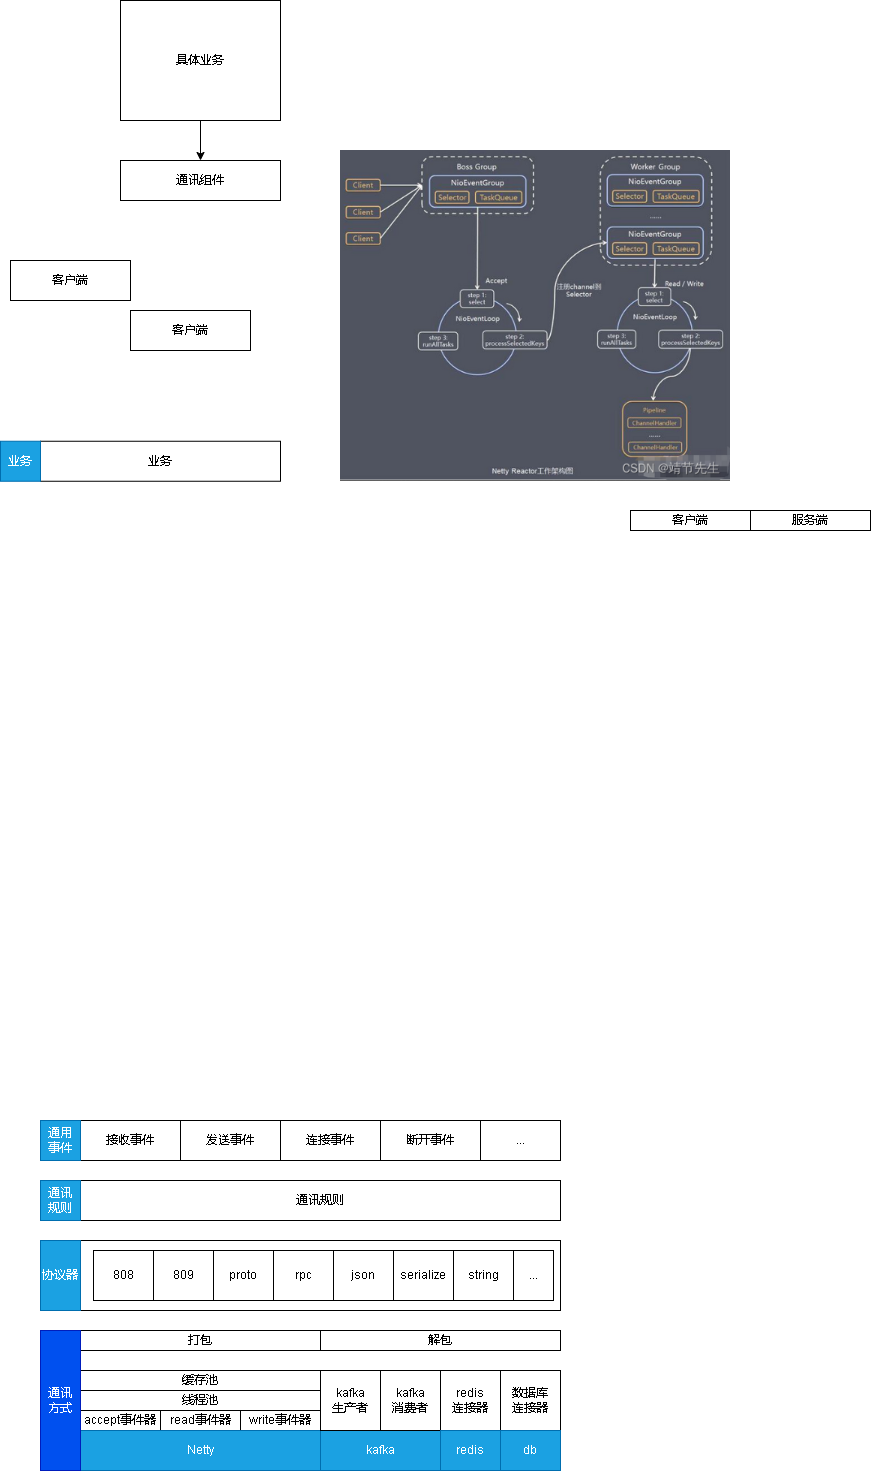 具体业务
通讯组件
客户端
客户端
业务
业务
Boss Group
NioEventGroup
Selector
TaskQueue
Client
Client
Client
Worker Group
NioEventGroup
Selector
TaskQueue
......
NioEventGroup
Selector
TaskQueue
Accept
step 1:
select
NioEventLoop
step 3:
runAllTasks
step 2:
processSelectedKeys
注册channel到
Selector
Read / Write
step 1:
select
NioEventLoop
step 3:
runAllTasks
step 2:
processSelectedKeys
Pipeline
ChannelHandler
......
ChannelHandler
Netty Reactor工作架构图
CSDN @靖节先生
客户端
服务端
通用
事件
接收事件
发送事件
连接事件
断开事件
...
通讯
规则
通讯规则
协议器
808
809
proto
rpc
json
serialize
string
...
通讯
方式
打包
解包
缓存池
线程池
accept事件器
read事件器
write事件器
kafka
生产者
kafka
消费者
redis
连接器
数据库
连接器
Netty
kafka
redis
db